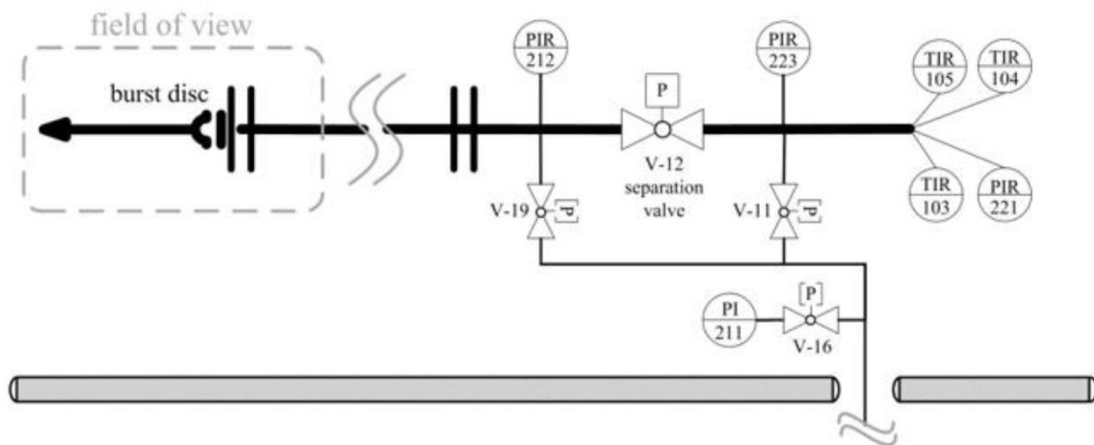 field of view
burst disc
PIR
212
PIR
223
TIR
105
TIR
104
P
V-12
separation
valve
TIR
103
PIR
221
V-19
[P]
V-11
[P]
PI
211
[P]
V-16